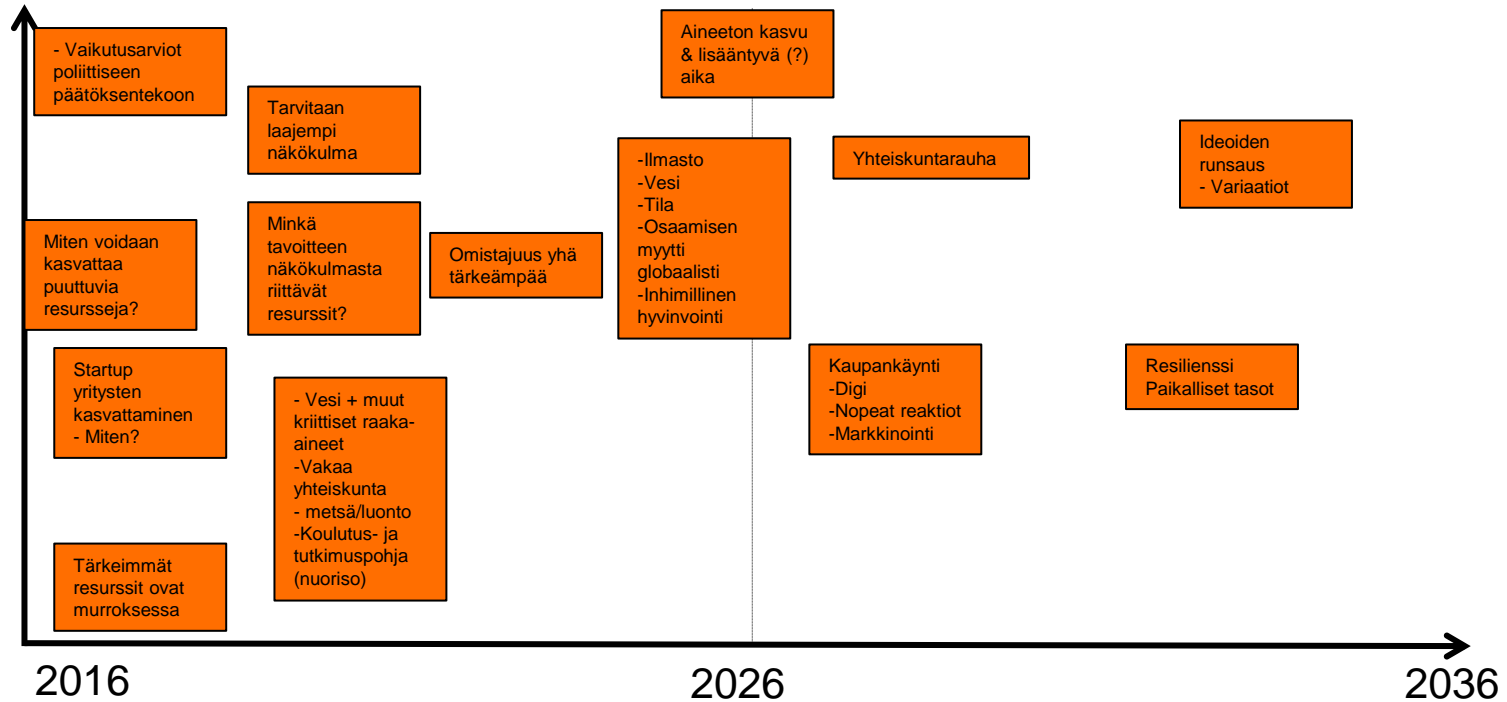 - Vaikutusarviot
poliittiseen
päätöksentekoon
Tarvitaan
laajempi
näkökulma
Aineeton kasvu
& lisääntyvä (?)
aika
Miten voidaan
kasvattaa
puuttuvia
resursseja?
Minkä
tavoitteen
näkökulmasta
riittävät
resurssit?
Omistajuus yhä
tärkeämpää
-Ilmasto
-Vesi
-Tila
-Osaamisen
myytti
globaalisti
-Inhimillinen
hyvinvointi
Yhteiskuntarauha
Ideoiden
runsaus
- Variaatiot
Startup
yritysten
kasvattaminen
- Miten?
- Vesi + muut
kriittiset raaka-
aineet
-Vakaa
yhteiskunta
- metsä/luonto
-Koulutus- ja
tutkimuspohja
(nuoriso)
Kaupankäynti
-Digi
-Nopeat reaktiot
-Markkinointi
Resilienssi
Paikalliset tasot
Tärkeimmät
resurssit ovat
murroksessa
2016
2026
2036